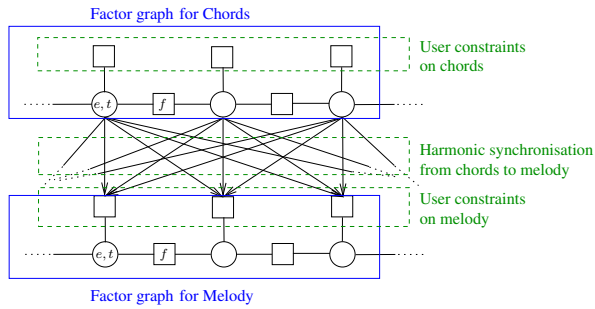 Factor graph for Chords
User constraints
on chords
e, t
f
Harmonic synchronisation
from chords to melody
User constraints
on melody
e, t
f
Factor graph for Melody